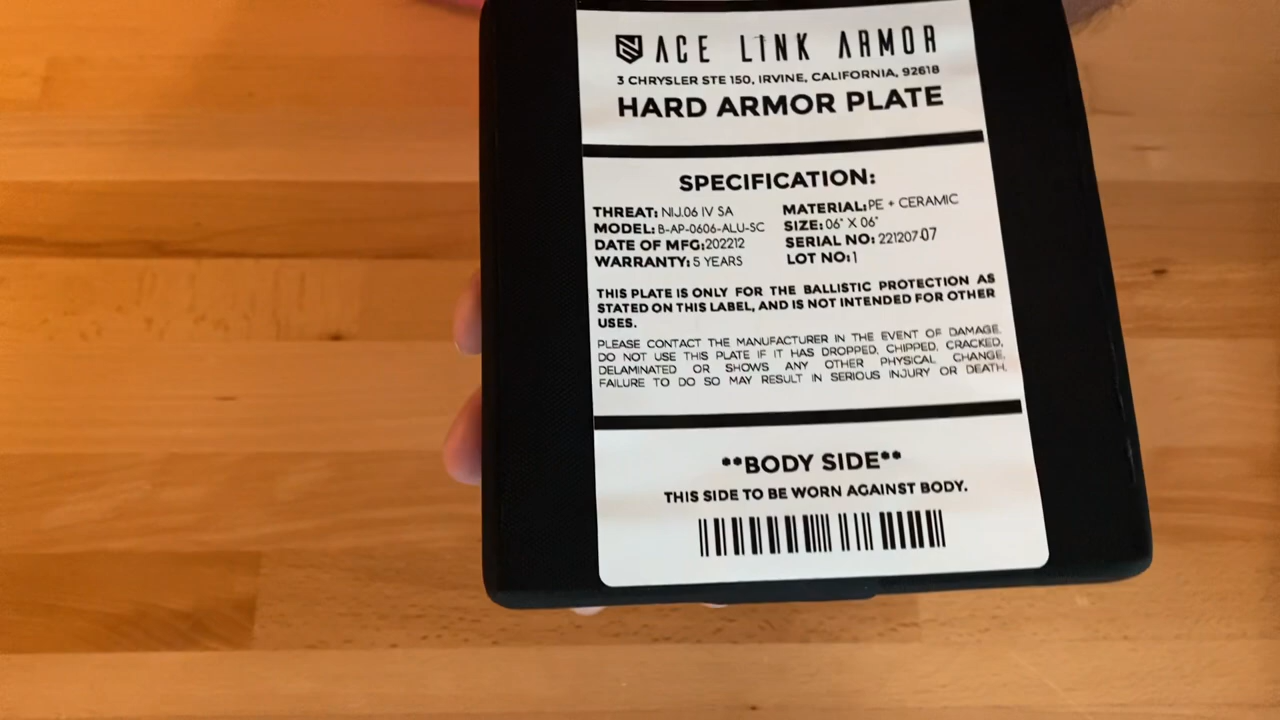 ACE LINK ARMOR
3 CHRYSLER STE 150, IRVINE, CALIFORNIA, 92618
HARD ARMOR PLATE
SPECIFICATION:
THREAT: NIJ.06 IV SA
MODEL: B-AP-0606-ALU-SC
DATE OF MFG:202212
WARRANTY: 5 YEARS
MATERIAL:PE + CERAMIC
SIZE: 06" X 06"
SERIAL NO: 221207-07
LOT NO: 1
THIS PLATE IS ONLY FOR THE BALLISTIC PROTECTION AS
STATED ON THIS LABEL, AND IS NOT INTENDED FOR OTHER
USES.
PLEASE CONTACT THE MANUFACTURER IN THE EVENT OF DAMAGE.
DO NOT USE THIS PLATE IF IT HAS DROPPED, CHIPPED, CRACKED,
DELAMINATED OR SHOWS ANY OTHER PHYSICAL CHANGE.
FAILURE TO DO SO MAY RESULT IN SERIOUS INJURY OR DEATH.
**BODY SIDE**
THIS SIDE TO BE WORN AGAINST BODY.